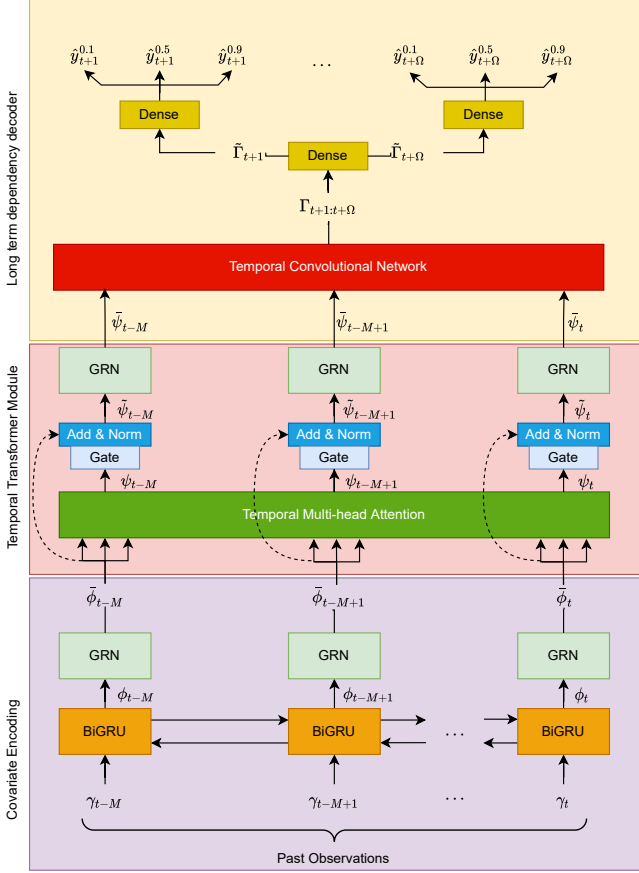 Long term dependency decoder
ŷ^{0.1}_{t+1} ŷ^{0.5}_{t+1} ŷ^{0.9}_{t+1} ... ŷ^{0.1}_{t+Ω} ŷ^{0.5}_{t+Ω} ŷ^{0.9}_{t+Ω}
Dense Dense
Γ̃_{t+1} Dense Γ̃_{t+Ω}
Γ_{t+1:t+Ω}
Temporal Convolutional Network
ψ̄_{t−M} ψ̄_{t−M+1} ψ̄_t
Temporal Transformer Module
GRN GRN GRN
ψ̃_{t−M} ψ̃_{t−M+1} ψ̃_t
Add & Norm Add & Norm Add & Norm
Gate Gate Gate
ψ_{t−M} ψ_{t−M+1} ψ_t
Temporal Multi-head Attention
ϕ̄_{t−M} ϕ̄_{t−M+1} ϕ̄_t
Covariate Encoding
GRN GRN GRN
ϕ_{t−M} ϕ_{t−M+1} ϕ_t
BiGRU BiGRU ... BiGRU
γ_{t−M} γ_{t−M+1} ... γ_t
Past Observations